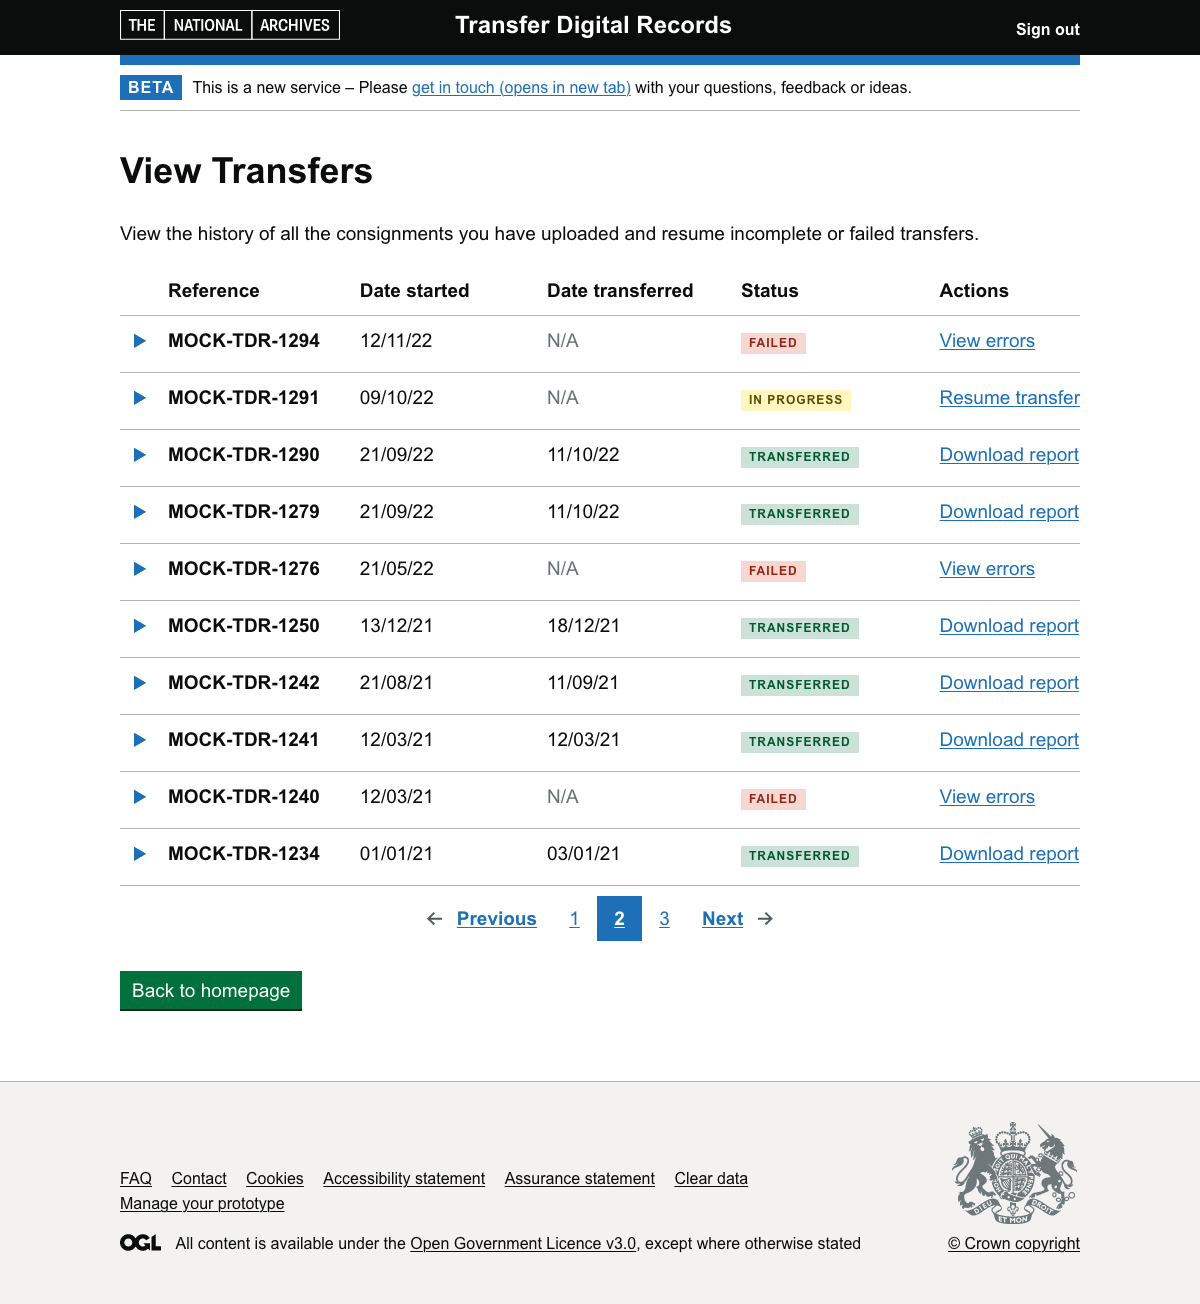 THE NATIONAL ARCHIVES
Transfer Digital Records
Sign out
BETA This is a new service – Please get in touch (opens in new tab) with your questions, feedback or ideas.
View Transfers
View the history of all the consignments you have uploaded and resume incomplete or failed transfers.
Reference Date started Date transferred Status Actions
MOCK-TDR-1294 12/11/22 N/A FAILED View errors
MOCK-TDR-1291 09/10/22 N/A IN PROGRESS Resume transfer
MOCK-TDR-1290 21/09/22 11/10/22 TRANSFERRED Download report
MOCK-TDR-1279 21/09/22 11/10/22 TRANSFERRED Download report
MOCK-TDR-1276 21/05/22 N/A FAILED View errors
MOCK-TDR-1250 13/12/21 18/12/21 TRANSFERRED Download report
MOCK-TDR-1242 21/08/21 11/09/21 TRANSFERRED Download report
MOCK-TDR-1241 12/03/21 12/03/21 TRANSFERRED Download report
MOCK-TDR-1240 12/03/21 N/A FAILED View errors
MOCK-TDR-1234 01/01/21 03/01/21 TRANSFERRED Download report
← Previous 1 2 3 Next →
Back to homepage
FAQ Contact Cookies Accessibility statement Assurance statement Clear data
Manage your prototype
DIEU ET MON DROIT
OGL All content is available under the Open Government Licence v3.0, except where otherwise stated
© Crown copyright